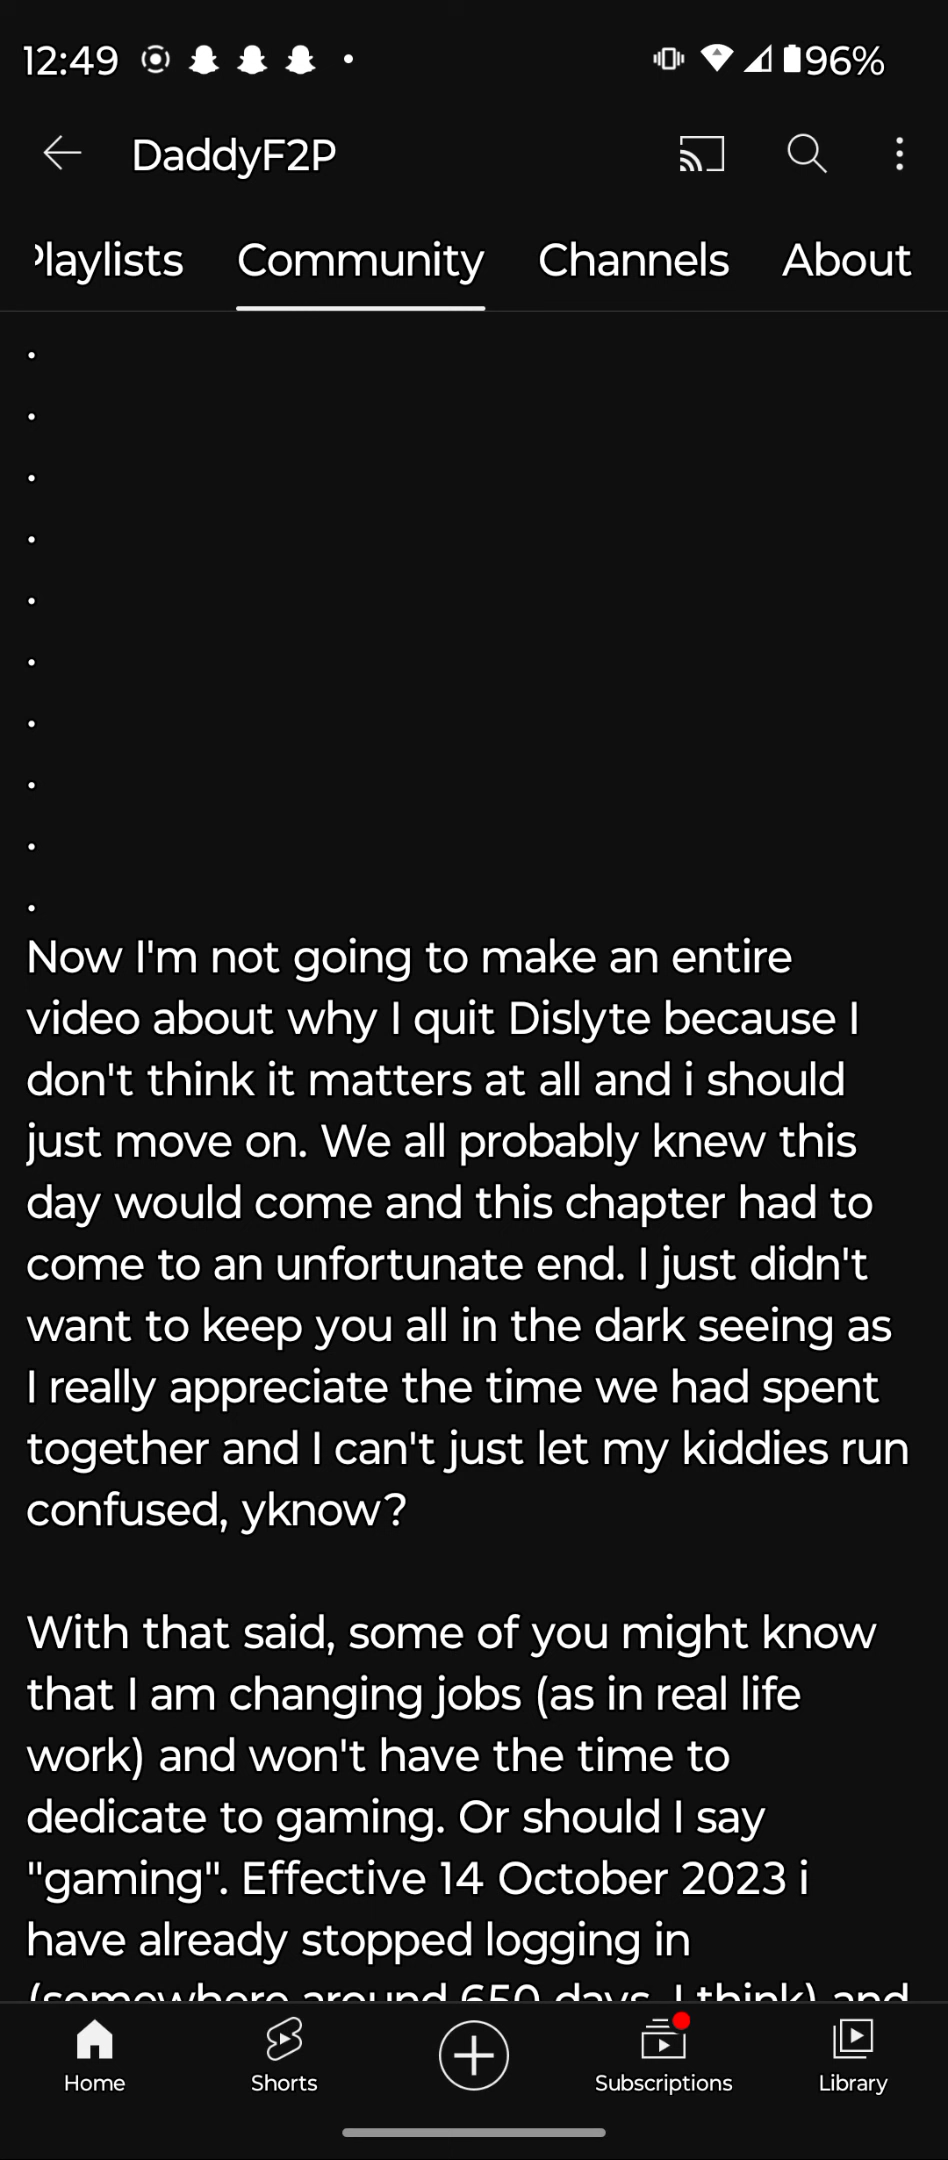 12:49 96%
DaddyF2P
Playlists Community Channels About
.
.
.
.
.
.
.
.
.
.
Now I'm not going to make an entire
video about why I quit Dislyte because I
don't think it matters at all and i should
just move on. We all probably knew this
day would come and this chapter had to
come to an unfortunate end. I just didn't
want to keep you all in the dark seeing as
I really appreciate the time we had spent
together and I can't just let my kiddies run
confused, yknow?
With that said, some of you might know
that I am changing jobs (as in real life
work) and won't have the time to
dedicate to gaming. Or should I say
"gaming". Effective 14 October 2023 i
have already stopped logging in
(somewhere around 650 days, I think) and
Home Shorts Subscriptions Library